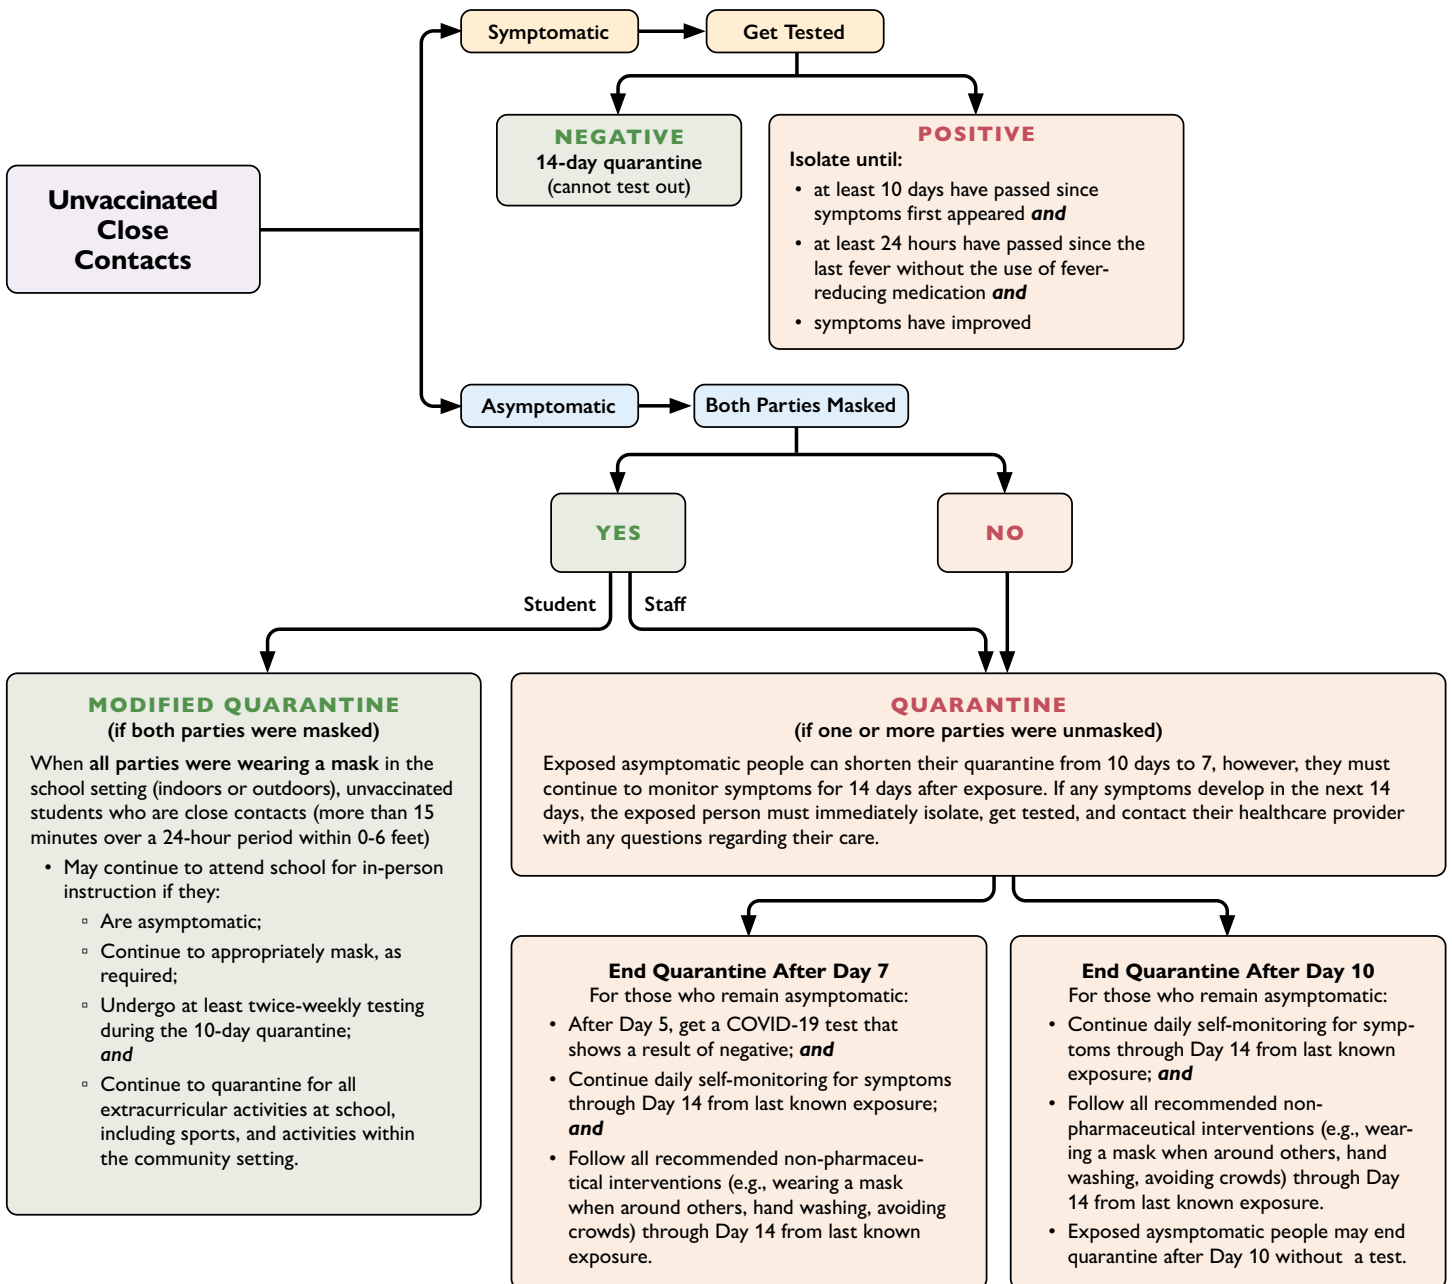 Symptomatic
Get Tested
NEGATIVE
14-day quarantine
(cannot test out)
POSITIVE
Isolate until:
• at least 10 days have passed since
symptoms first appeared and
• at least 24 hours have passed since the
last fever without the use of fever-
reducing medication and
• symptoms have improved
Unvaccinated
Close
Contacts
Asymptomatic
Both Parties Masked
YES
NO
Student
Staff
MODIFIED QUARANTINE
(if both parties were masked)
When all parties were wearing a mask in the
school setting (indoors or outdoors), unvaccinated
students who are close contacts (more than 15
minutes over a 24-hour period within 0-6 feet)
• May continue to attend school for in-person
instruction if they:
▫ Are asymptomatic;
▫ Continue to appropriately mask, as
required;
▫ Undergo at least twice-weekly testing
during the 10-day quarantine;
and
▫ Continue to quarantine for all
extracurricular activities at school,
including sports, and activities within
the community setting.
QUARANTINE
(if one or more parties were unmasked)
Exposed asymptomatic people can shorten their quarantine from 10 days to 7, however, they must
continue to monitor symptoms for 14 days after exposure. If any symptoms develop in the next 14
days, the exposed person must immediately isolate, get tested, and contact their healthcare provider
with any questions regarding their care.
End Quarantine After Day 7
For those who remain asymptomatic:
• After Day 5, get a COVID-19 test that
shows a result of negative; and
• Continue daily self-monitoring for symptoms
through Day 14 from last known exposure;
and
• Follow all recommended non-pharmaceu-
tical interventions (e.g., wearing a mask
when around others, hand washing, avoiding
crowds) through Day 14 from last known
exposure.
End Quarantine After Day 10
For those who remain asymptomatic:
• Continue daily self-monitoring for symp-
toms through Day 14 from last known
exposure; and
• Follow all recommended non-
pharmaceutical interventions (e.g., wear-
ing a mask when around others, hand
washing, avoiding crowds) through Day
14 from last known exposure.
• Exposed aysmptomatic people may end
quarantine after Day 10 without a test.